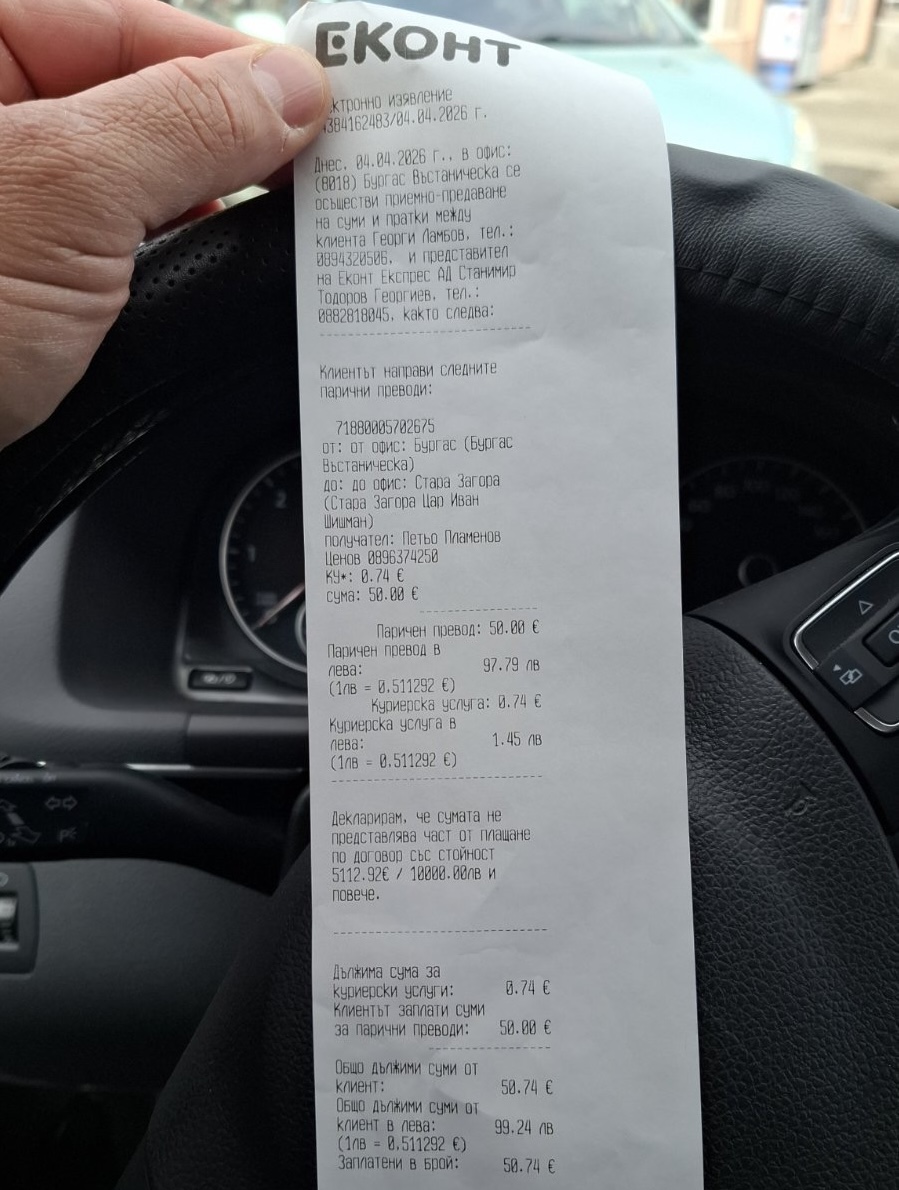 ЕКОНТ
ктронно изявление
384162483/04.04.2026 г.
Днес, 04.04.2026 г., в офис:
(8018) Бургас Въстаническа се
осъществи приемно-предаване
на суми и пратки между
клиента Георги Ламбов, тел.:
0894320506, и представител
на Еконт Експрес АД Станимир
Тодоров Георгиев, тел.:
0882818045, както следва:
Клиентът направи следните
парични преводи:
71880005702675
от: от офис: Бургас (Бургас
Въстаническа)
до: до офис: Стара Загора
(Стара Загора Цар Иван
Шишман)
получател: Петьо Пламенов
Ценов 0896374250
КУ*: 0.74 €
сума: 50.00 €
Паричен превод: 50.00 €
Паричен превод в
лева: 97.79 лв
(1лв = 0.511292 €)
Куриерска услуга: 0.74 €
Куриерска услуга в
лева: 1.45 лв
(1лв = 0.511292 €)
Декларирам, че сумата не
представлява част от плащане
по договор със стойност
5112.92€ / 10000.00лв и
повече.
Дължима сума за
куриерски услуги: 0.74 €
Клиентът заплати суми
за парични преводи: 50.00 €
Общо дължими суми от
клиент: 50.74 €
Общо дължими суми от
клиент в лева: 99.24 лв
(1лв = 0.511292 €)
Заплатени в брой: 50.74 €